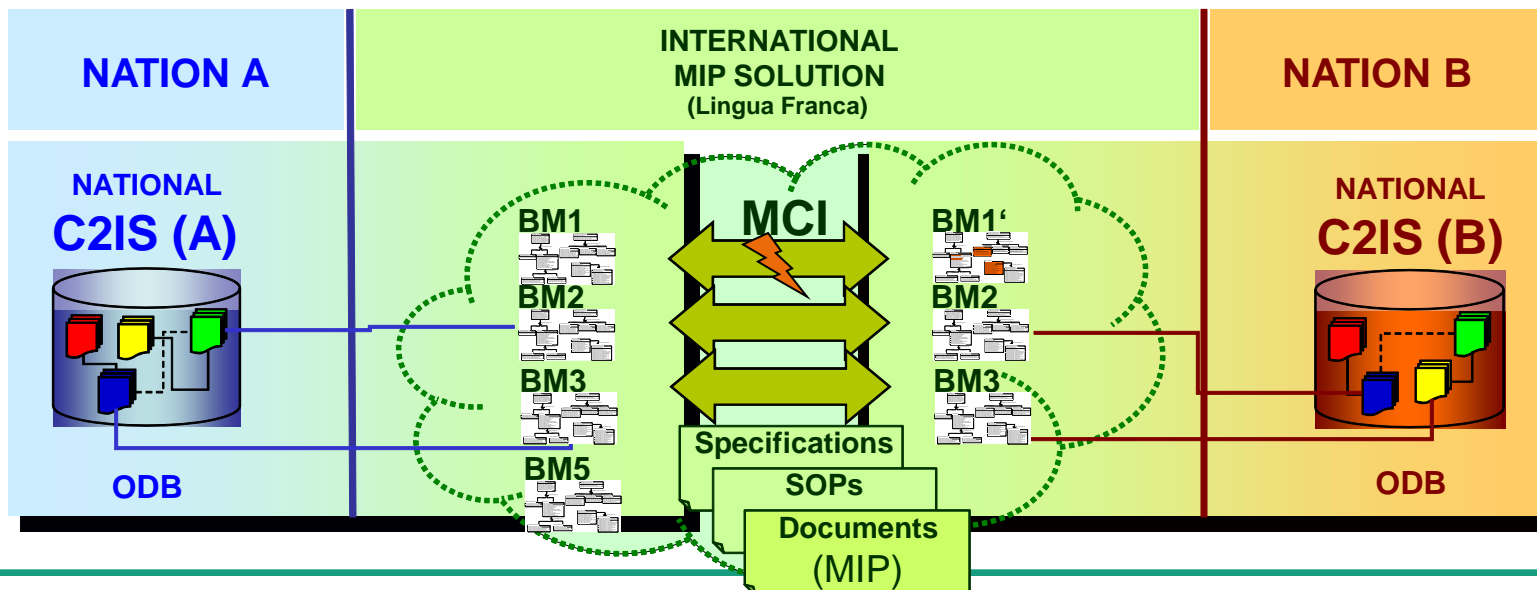 NATION A
INTERNATIONAL
MIP SOLUTION
(Lingua Franca)
NATION B
NATIONAL
C2IS (A)
ODB
BM1
BM2
BM3
BM5
MCI
BM1‘
BM2
BM3
Specifications
SOPs
Documents
(MIP)
NATIONAL
C2IS (B)
ODB